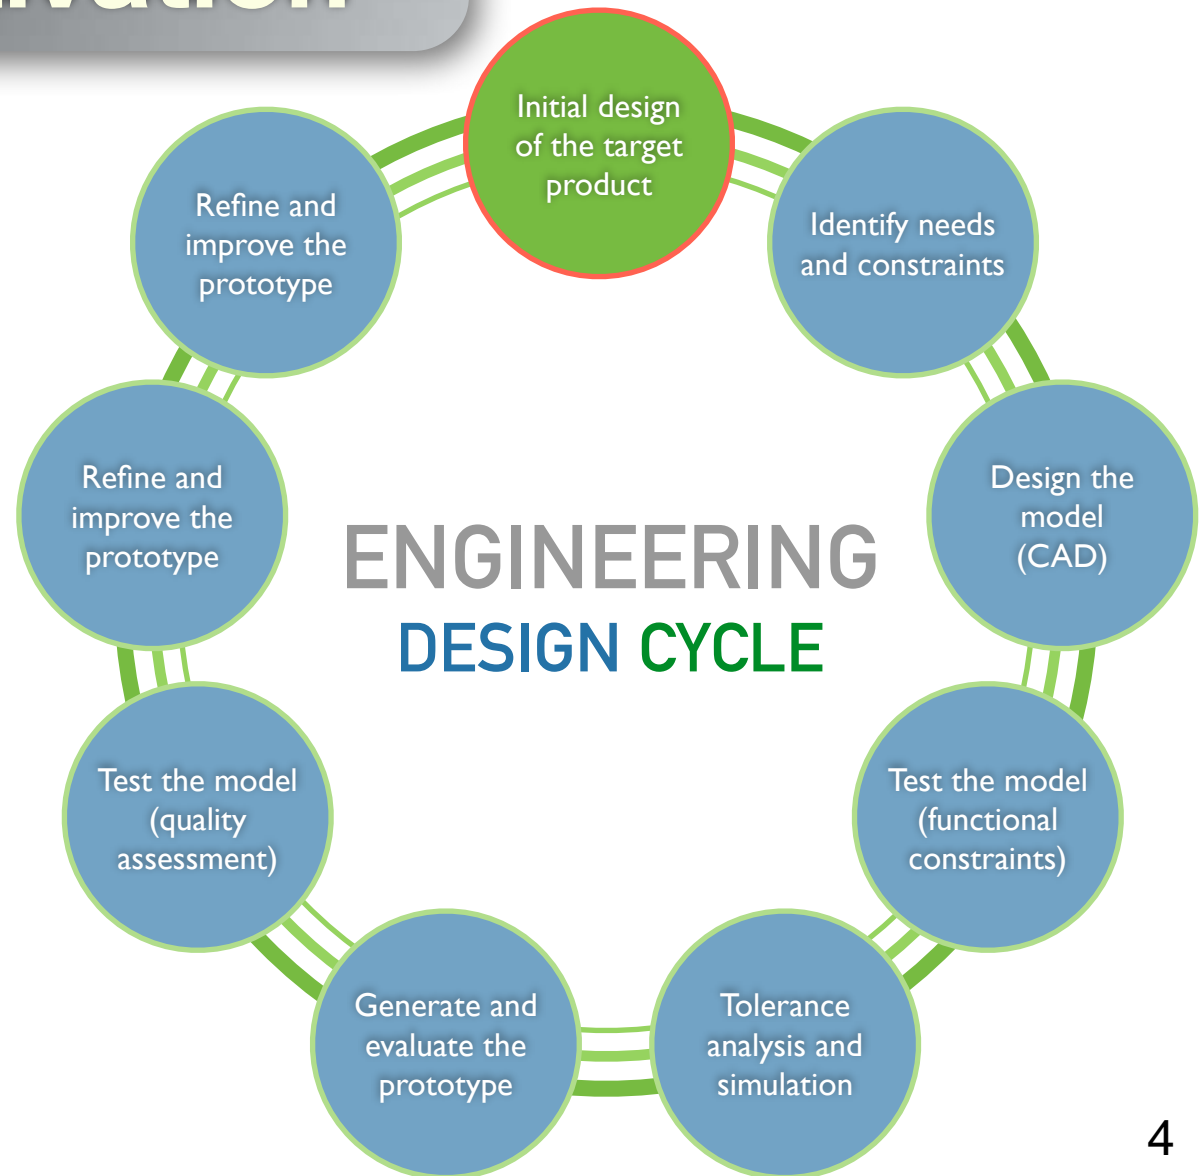 Initial design
of the target
product
Identify needs
and constraints
Design the
model
(CAD)
Test the model
(functional
constraints)
Tolerance
analysis and
simulation
Generate and
evaluate the
prototype
Test the model
(quality
assessment)
Refine and
improve the
prototype
Refine and
improve the
prototype
ENGINEERING
DESIGN CYCLE
4